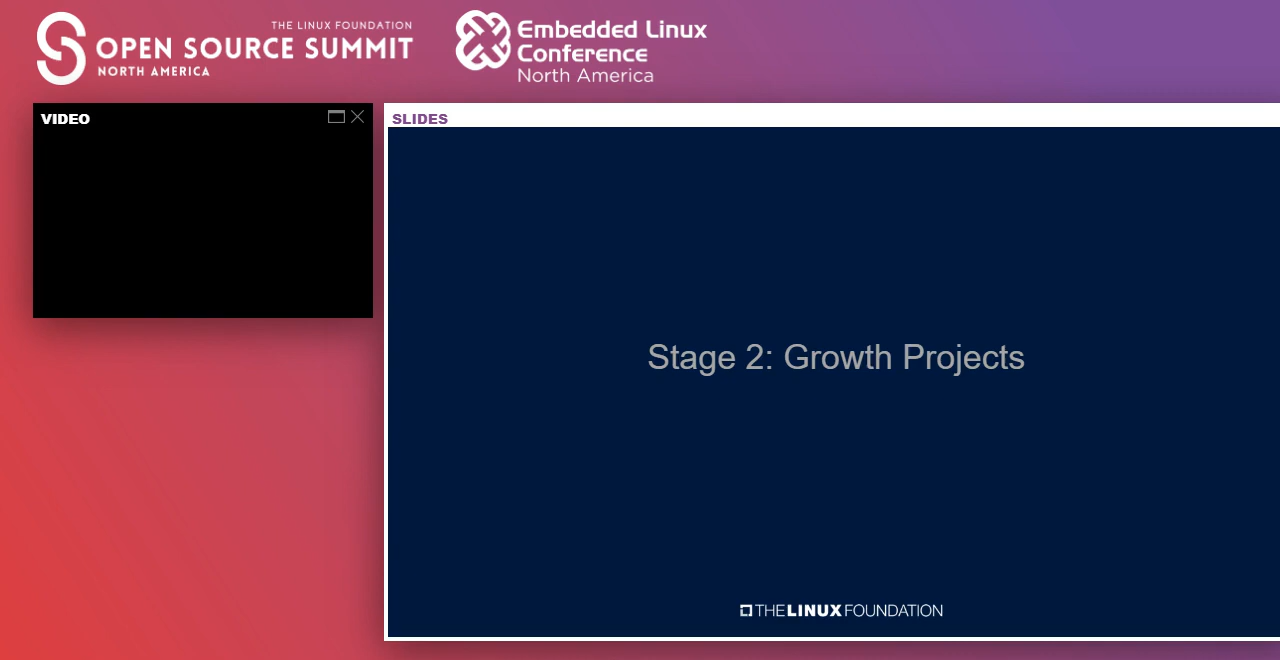 THE LINUX FOUNDATION
OPEN SOURCE SUMMIT
NORTH AMERICA
Embedded Linux
Conference
North America
VIDEO
SLIDES
Stage 2: Growth Projects
THE LINUX FOUNDATION